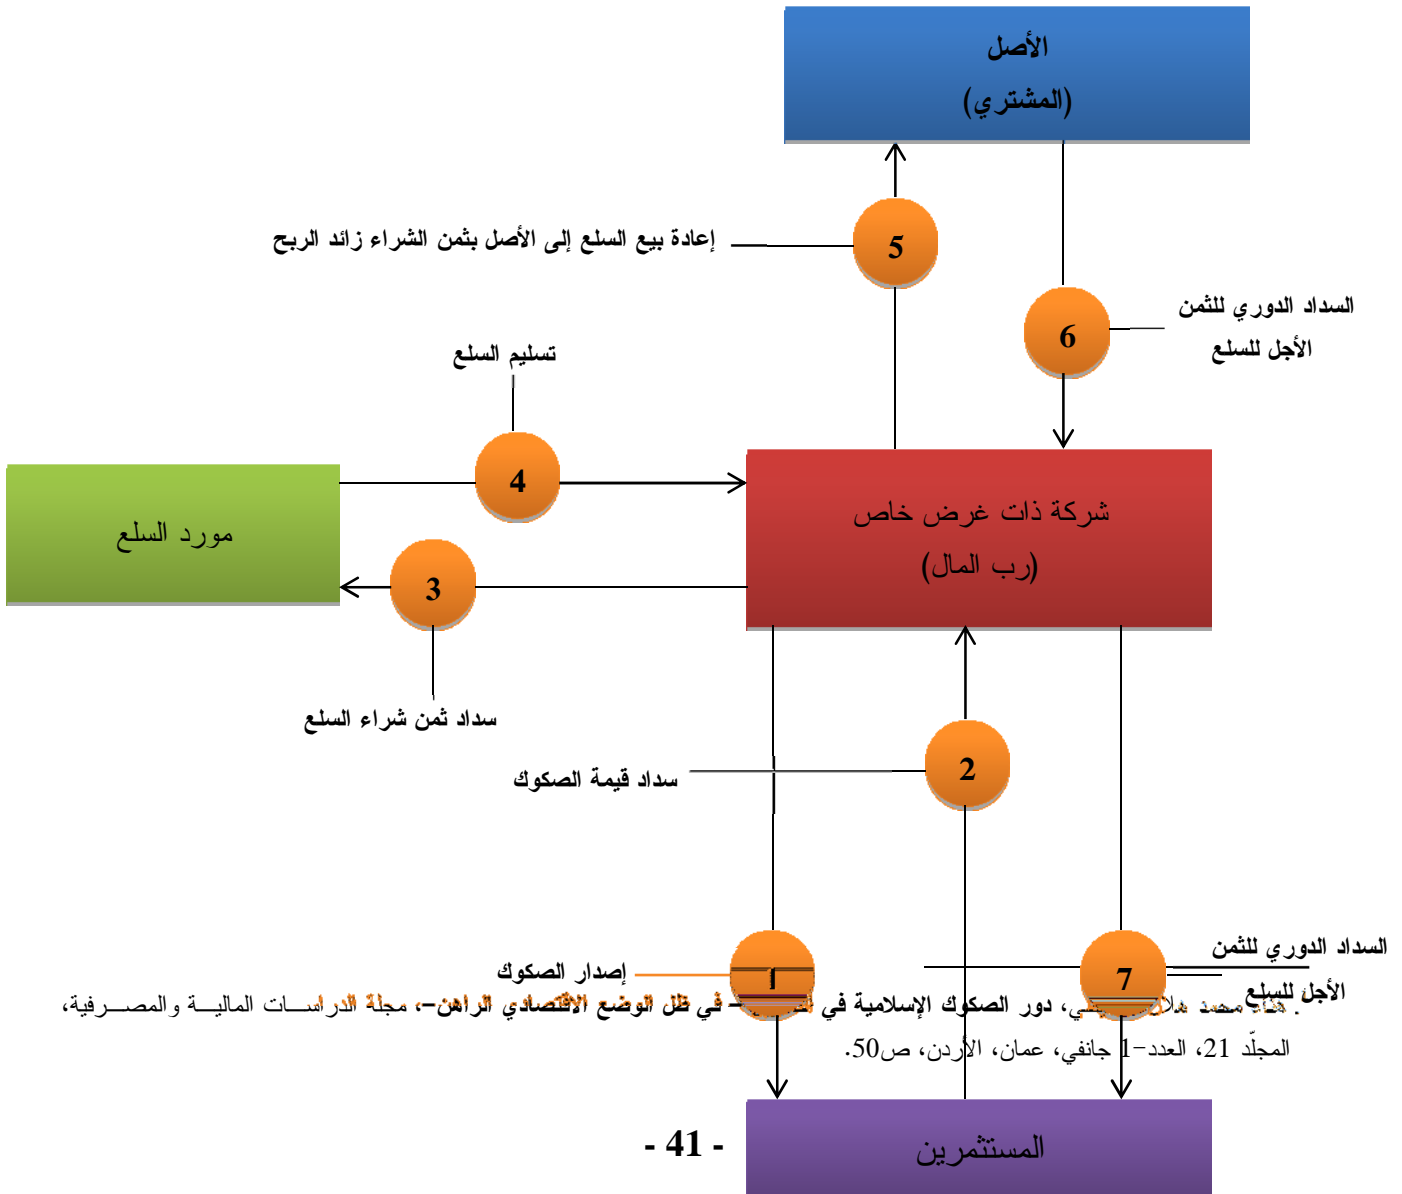 الأصل
(المشتري)
5
إعادة بيع السلع إلى الأصل بثمن الشراء زائد الربح
السداد الدوري للثمن
الأجل للسلع
6
تسليم السلع
4
شركة ذات غرض خاص
(رب المال)
مورد السلع
3
سداد ثمن شراء السلع
2
سداد قيمة الصكوك
السداد الدوري للثمن
الأجل للسلع
7
1
إصدار الصكوك
محمد، دور الصكوك الإسلامية في – في ظل الوضع الاقتصادي الراهن–، مجلة الدراسات المالية والمصرفية،
المجلّد 21، العدد-1 جانفي، عمان، الأردن، ص50.
المستثمرين
- 41 -